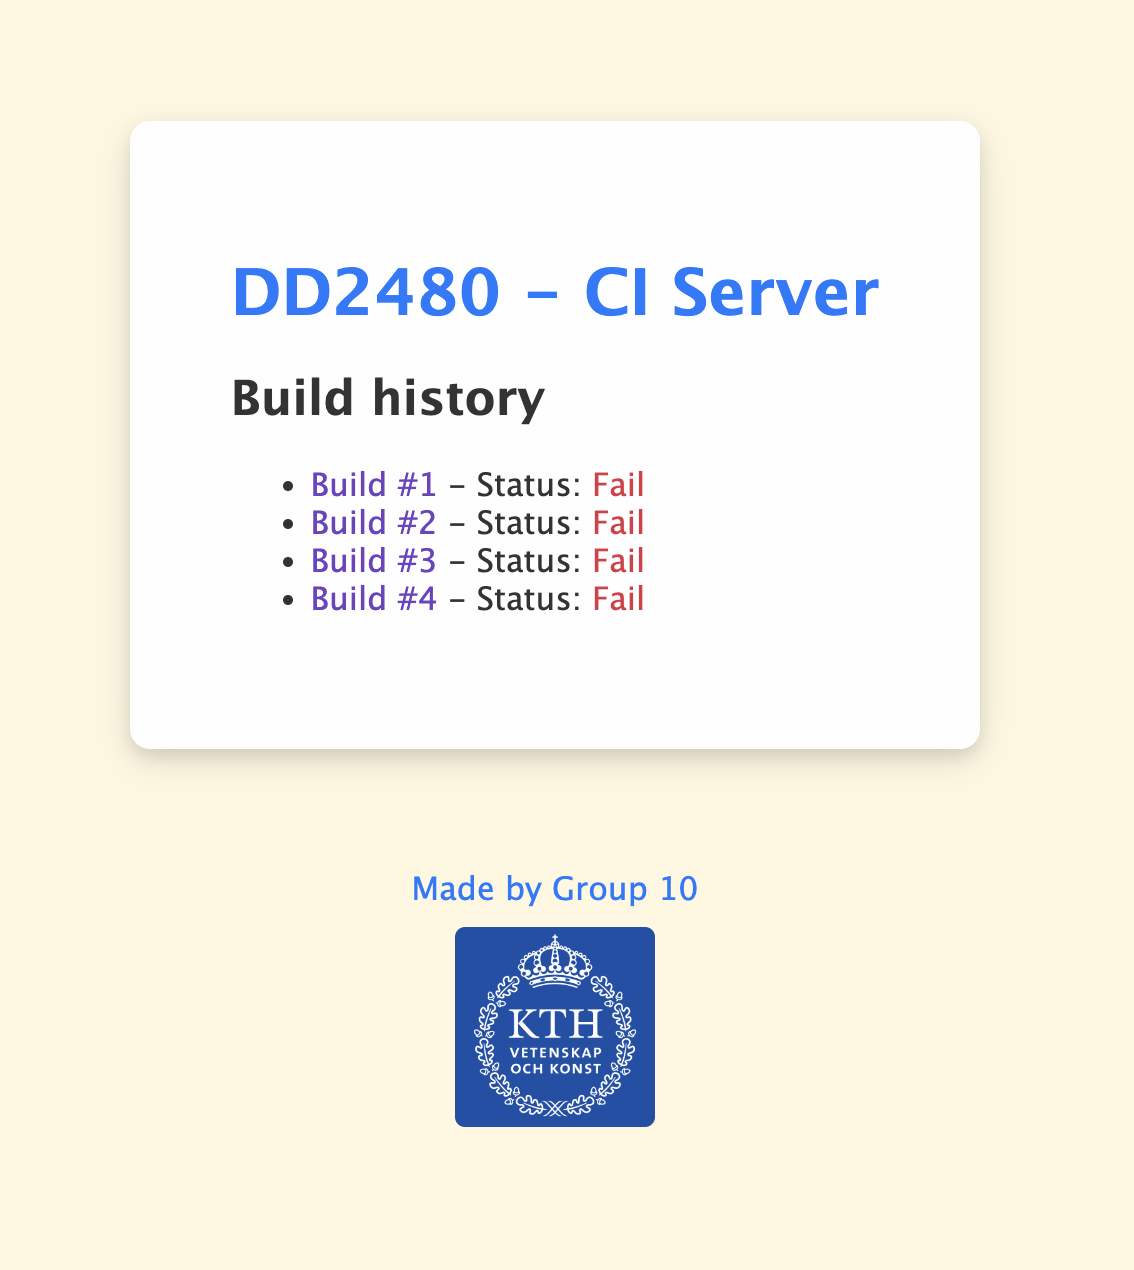 DD2480 – CI Server
Build history
Build #1 – Status: Fail
Build #2 – Status: Fail
Build #3 – Status: Fail
Build #4 – Status: Fail
Made by Group 10
KTH
VETENSKAP
OCH KONST